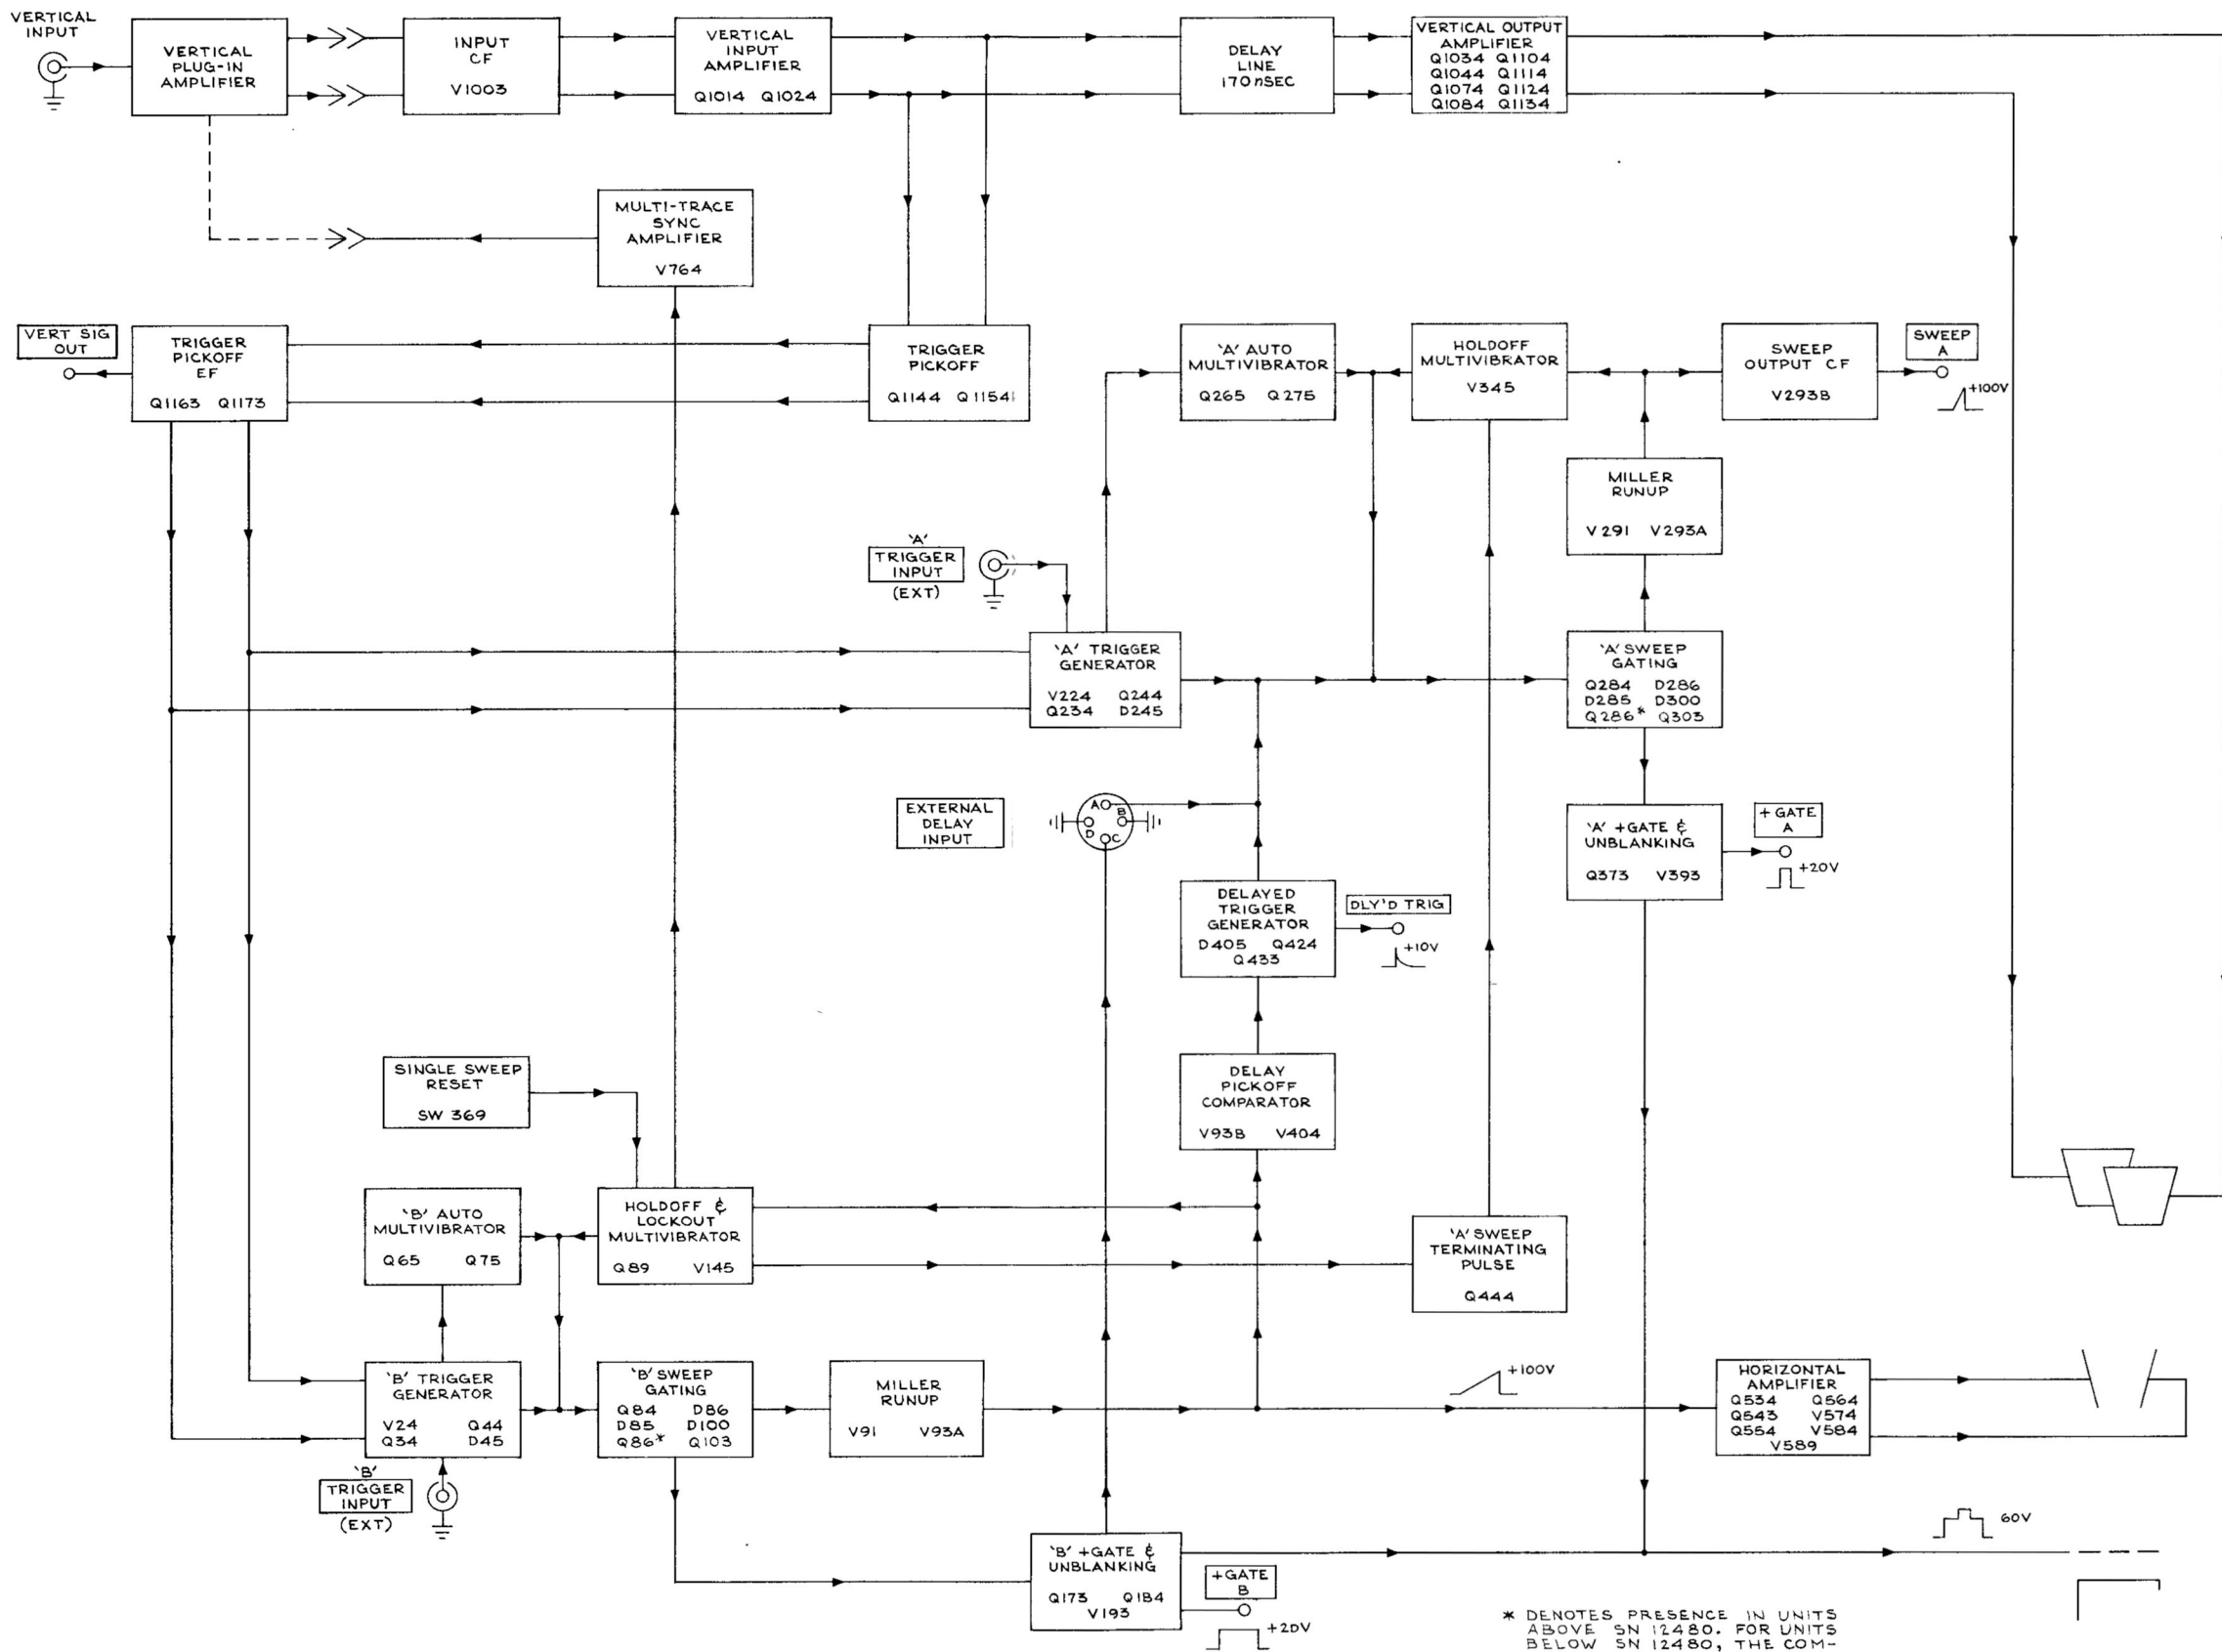 VERTICAL
INPUT
VERTICAL
PLUG-IN
AMPLIFIER
INPUT
CF
V1003
VERTICAL
INPUT
AMPLIFIER
Q1014 Q1024
DELAY
LINE
170 nSEC
VERTICAL OUTPUT
AMPLIFIER
Q1034 Q1104
Q1044 Q1114
Q1074 Q1124
Q1084 Q1134
MULTI-TRACE
SYNC
AMPLIFIER
V764
VERT SIG
OUT
TRIGGER
PICKOFF
EF
Q1163 Q1173
TRIGGER
PICKOFF
Q1144 Q1154
'A' AUTO
MULTIVIBRATOR
Q265 Q275
HOLDOFF
MULTIVIBRATOR
V345
SWEEP
OUTPUT CF
V293B
SWEEP
A
+100V
MILLER
RUNUP
V291 V293A
'A'
TRIGGER
INPUT
(EXT)
'A' TRIGGER
GENERATOR
V224 Q244
Q234 D245
'A' SWEEP
GATING
Q284 D286
D285 D300
Q286* Q303
EXTERNAL
DELAY
INPUT
A
B
D
C
'A' +GATE &
UNBLANKING
Q373 V393
+ GATE
A
+20V
DELAYED
TRIGGER
GENERATOR
D405 Q424
Q433
DLY'D TRIG
+10V
SINGLE SWEEP
RESET
SW 369
DELAY
PICKOFF
COMPARATOR
V93B V404
'B' AUTO
MULTIVIBRATOR
Q65 Q75
HOLDOFF &
LOCKOUT
MULTIVIBRATOR
Q89 V145
'A' SWEEP
TERMINATING
PULSE
Q444
'B' TRIGGER
GENERATOR
V24 Q44
Q34 D45
'B' SWEEP
GATING
Q84 D86
D85 D100
Q86* Q103
MILLER
RUNUP
V91 V93A
+100V
HORIZONTAL
AMPLIFIER
Q534 Q564
Q543 V574
Q554 V584
V589
'B'
TRIGGER
INPUT
(EXT)
'B' +GATE &
UNBLANKING
Q173 Q184
V193
+GATE
B
+20V
60V
* DENOTES PRESENCE IN UNITS
ABOVE SN 12480. FOR UNITS
BELOW SN 12480, THE COM-